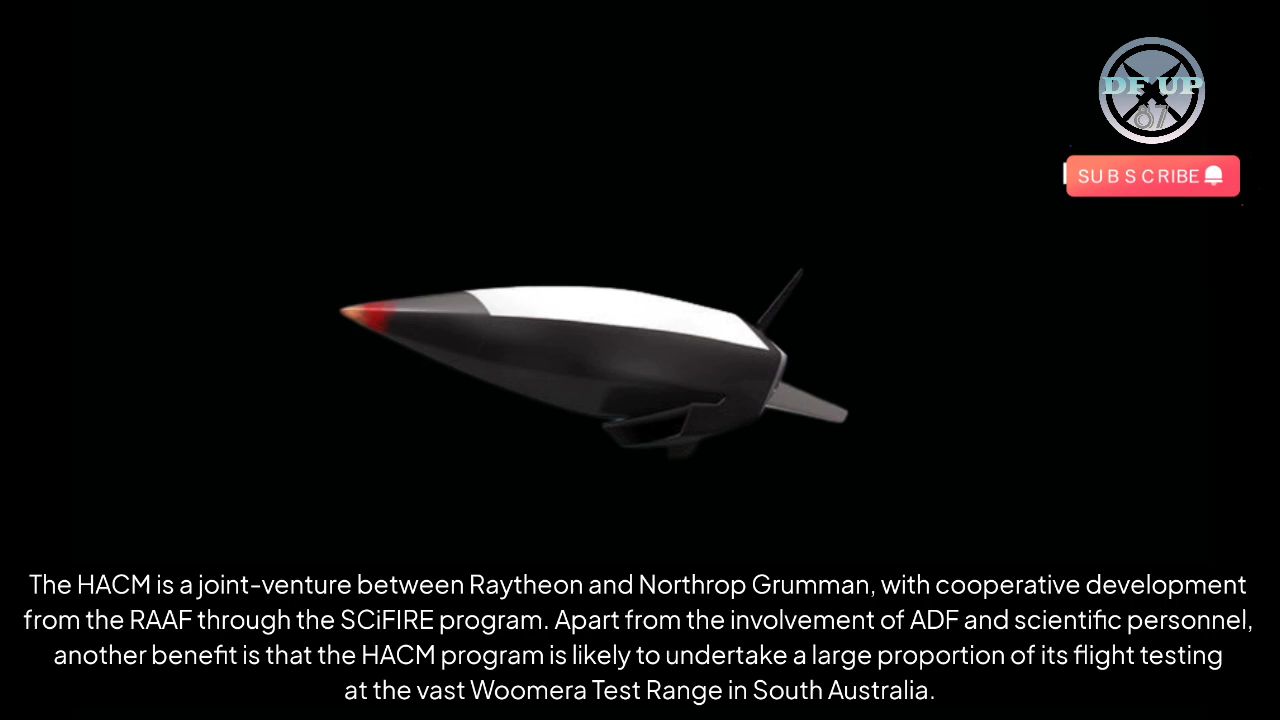 DF UP
87
SUBSCRIBE
The HACM is a joint-venture between Raytheon and Northrop Grumman, with cooperative development
from the RAAF through the SCiFIRE program. Apart from the involvement of ADF and scientific personnel,
another benefit is that the HACM program is likely to undertake a large proportion of its flight testing
at the vast Woomera Test Range in South Australia.